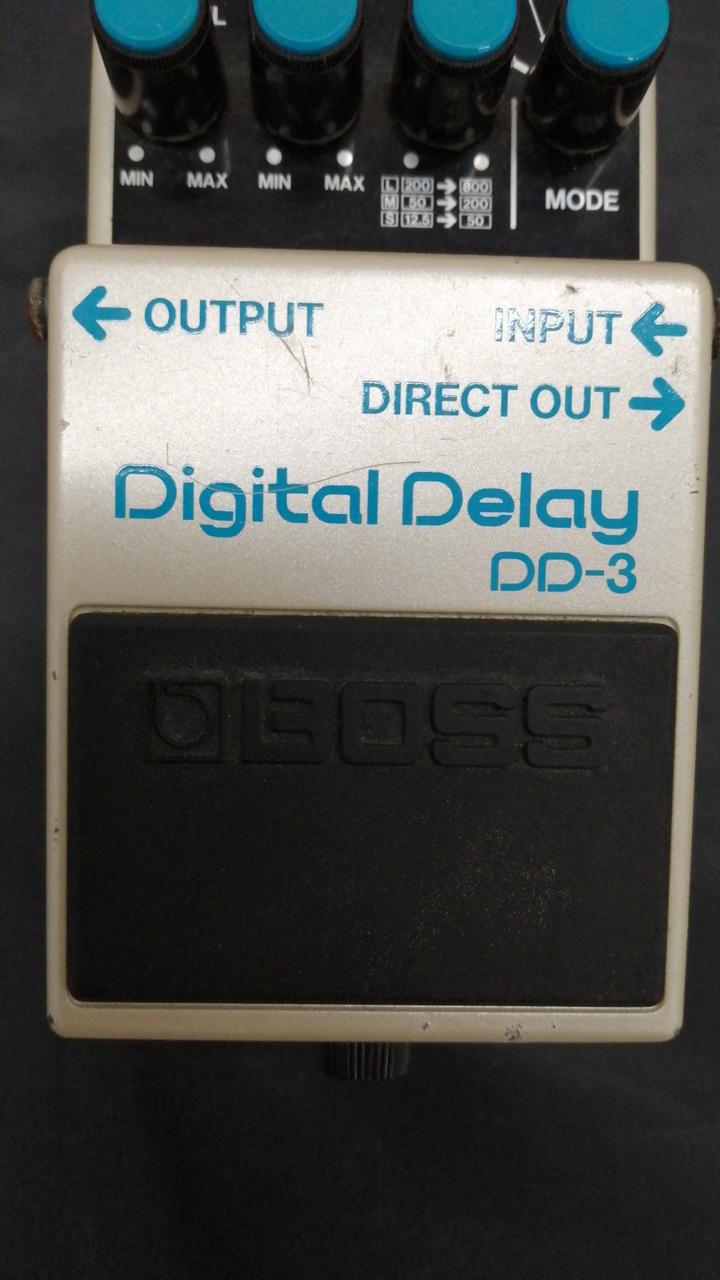 L
MIN MAX MIN MAX L 200 → 800
M 50 → 200
S 12.5 → 50
MODE
← OUTPUT INPUT ←
DIRECT OUT →
Digital Delay
DD-3
BOSS